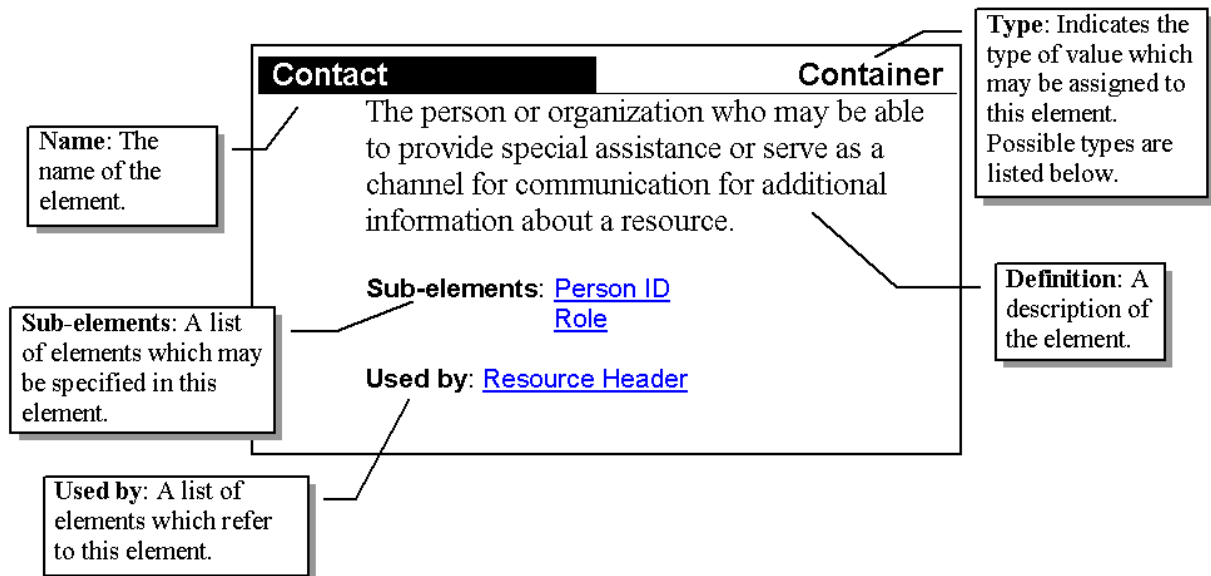 Contact
Container
The person or organization who may be able
to provide special assistance or serve as a
channel for communication for additional
information about a resource.
Sub-elements: Person ID
Role
Used by: Resource Header
Name: The
name of the
element.
Sub-elements: A list
of elements which may
be specified in this
element.
Used by: A list of
elements which refer
to this element.
Type: Indicates the
type of value which
may be assigned to
this element.
Possible types are
listed below.
Definition: A
description of
the element.